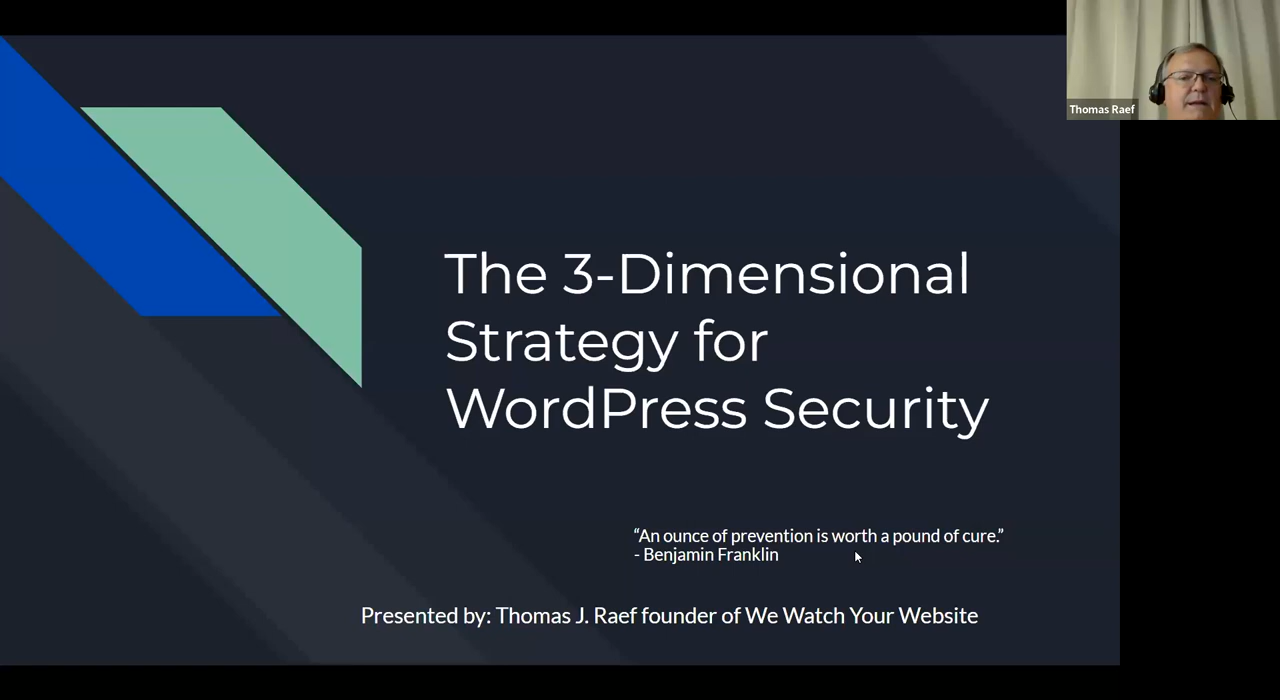 Thomas Raef
The 3-Dimensional
Strategy for
WordPress Security
“An ounce of prevention is worth a pound of cure.”
- Benjamin Franklin
Presented by: Thomas J. Raef founder of We Watch Your Website